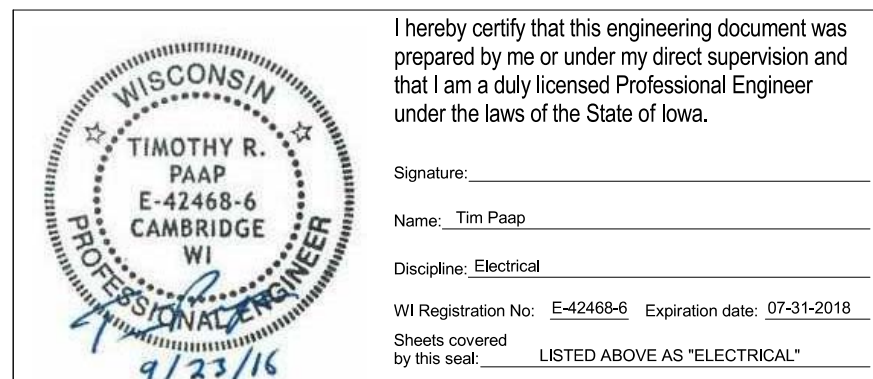 WISCONSIN
TIMOTHY R.
PAAP
E-42468-6
CAMBRIDGE
WI
PROFESSIONAL ENGINEER
9/23/16
I hereby certify that this engineering document was
prepared by me or under my direct supervision and
that I am a duly licensed Professional Engineer
under the laws of the State of Iowa.
Signature:
Name: Tim Paap
Discipline: Electrical
WI Registration No: E-42468-6 Expiration date: 07-31-2018
Sheets covered
by this seal: LISTED ABOVE AS "ELECTRICAL"